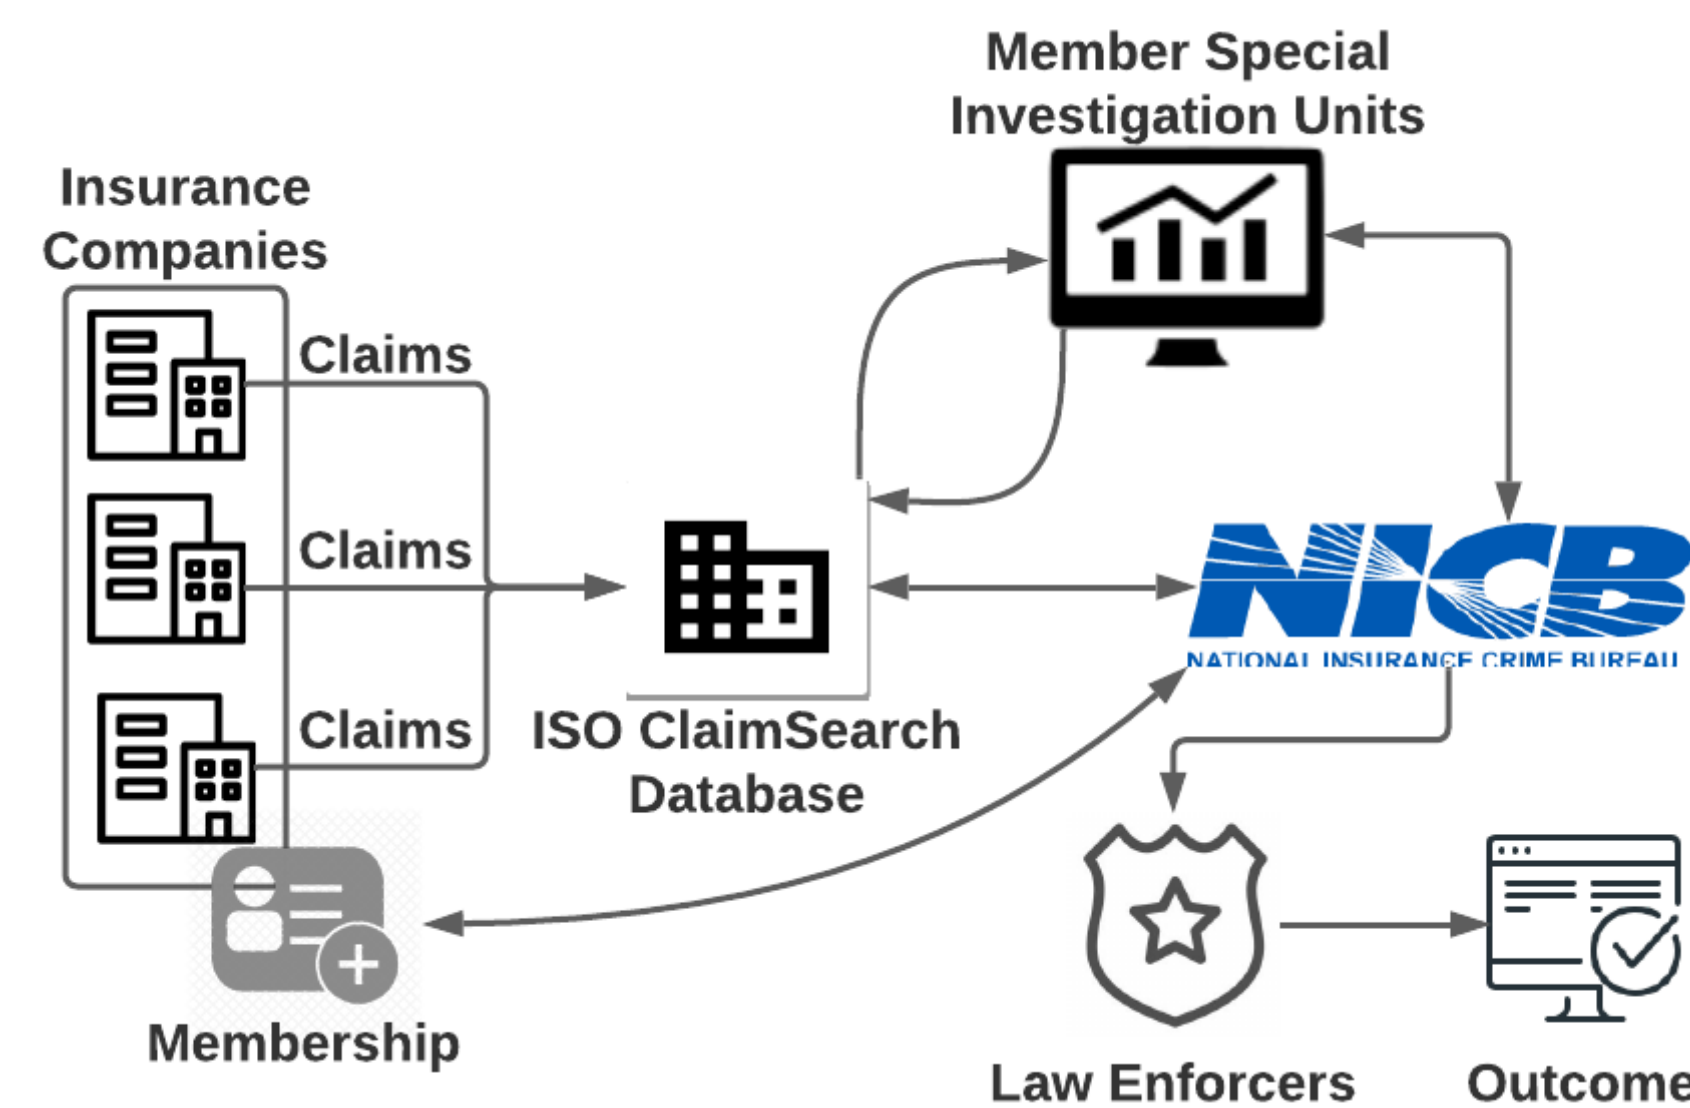 Member Special
Investigation Units
Insurance
Companies
Claims
Claims
Claims
ISO ClaimSearch
Database
NICB
NATIONAL INSURANCE CRIME BUREAU
Membership
Law Enforcers
Outcome